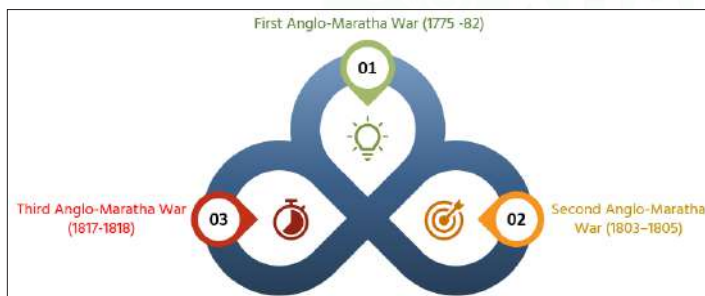 First Anglo-Maratha War (1775 -82)
01
Third Anglo-Maratha War
(1817-1818)
03
02
Second Anglo-Maratha
War (1803–1805)